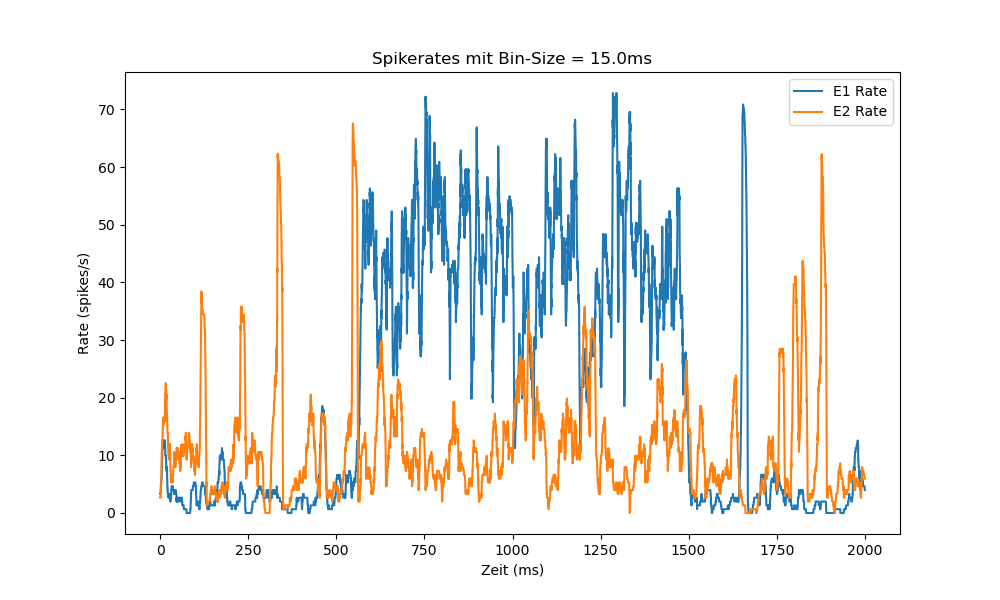 Spikerates mit Bin-Size = 15.0ms
E1 Rate
E2 Rate
Rate (spikes/s)
70
60
50
40
30
20
10
0
0 250 500 750 1000 1250 1500 1750 2000
Zeit (ms)